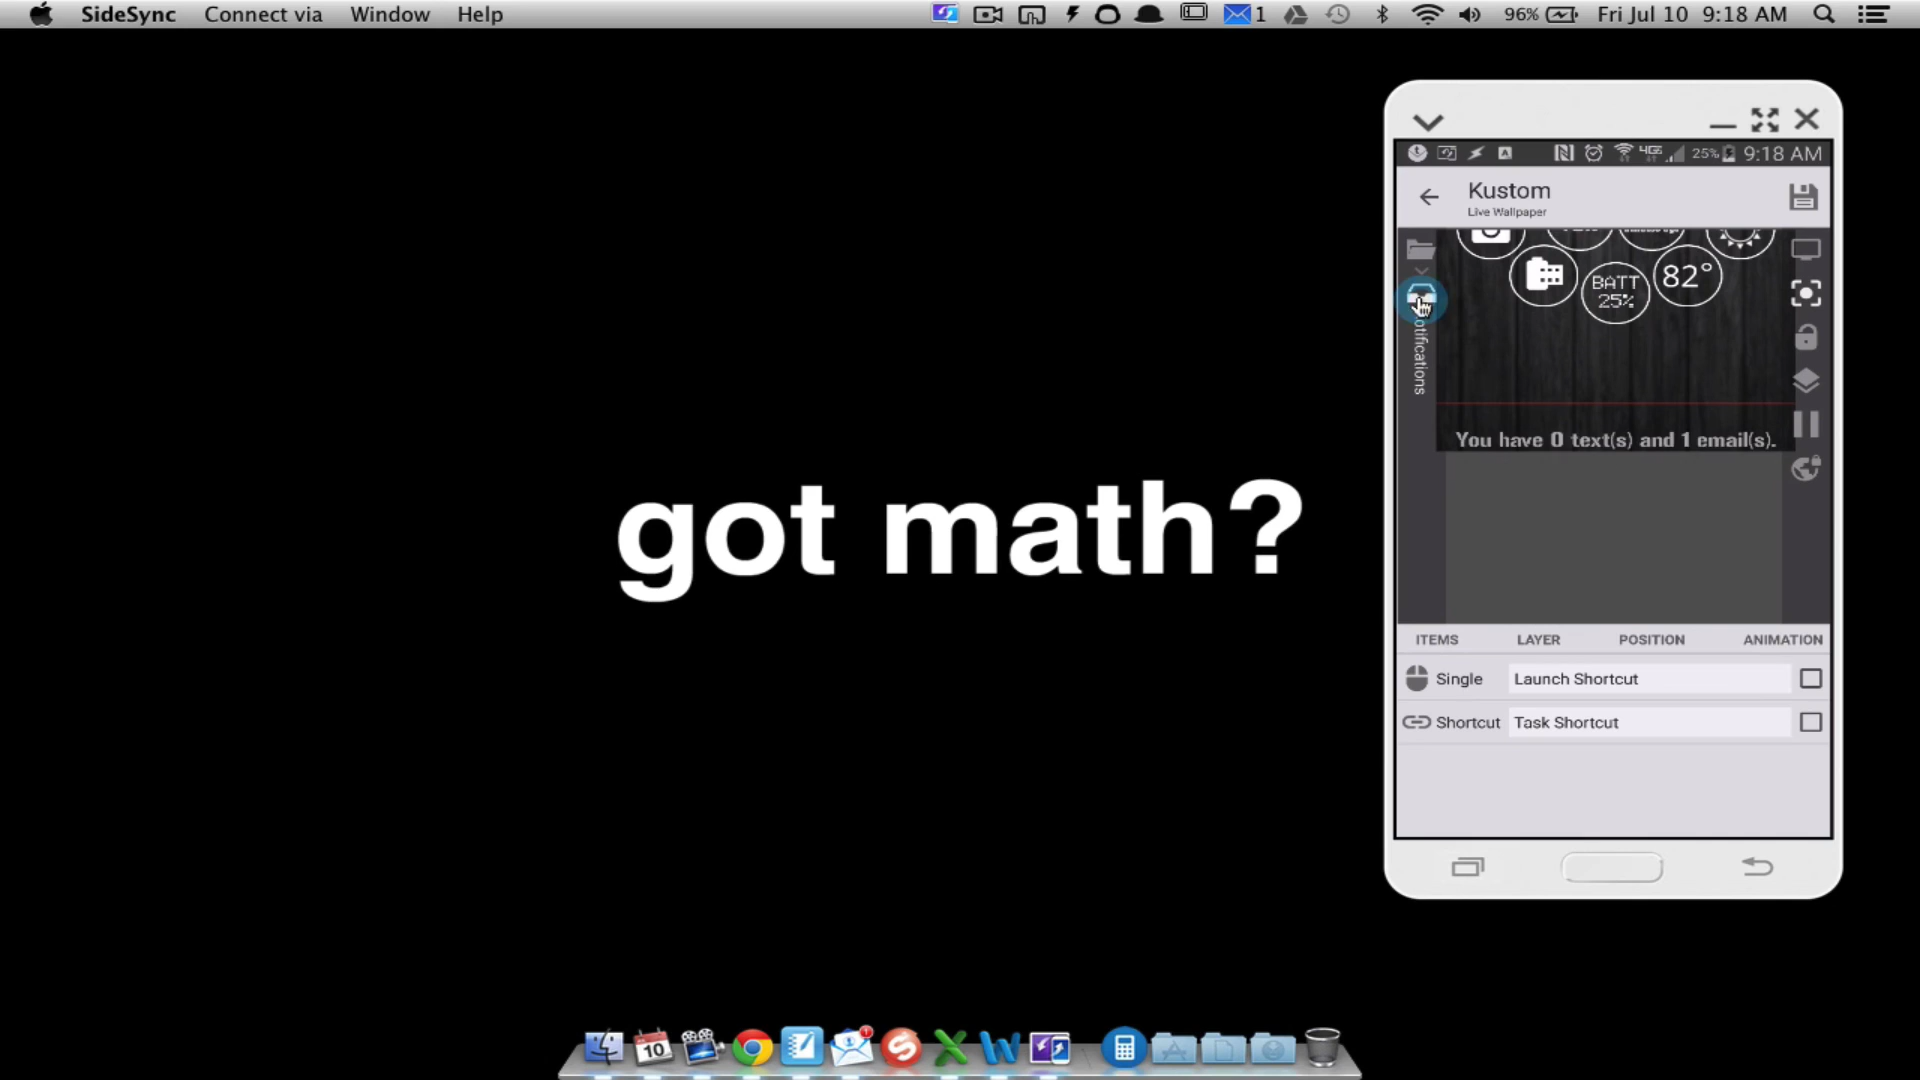 SideSync Connect via Window Help 1 96% Fri Jul 10 9:18 AM
got math?
4G 25% 9:18 AM
Kustom
Live Wallpaper
BATT
25%
82°
otifications
You have 0 text(s) and 1 email(s).
ITEMS LAYER POSITION ANIMATION
Single Launch Shortcut
Shortcut Task Shortcut
10